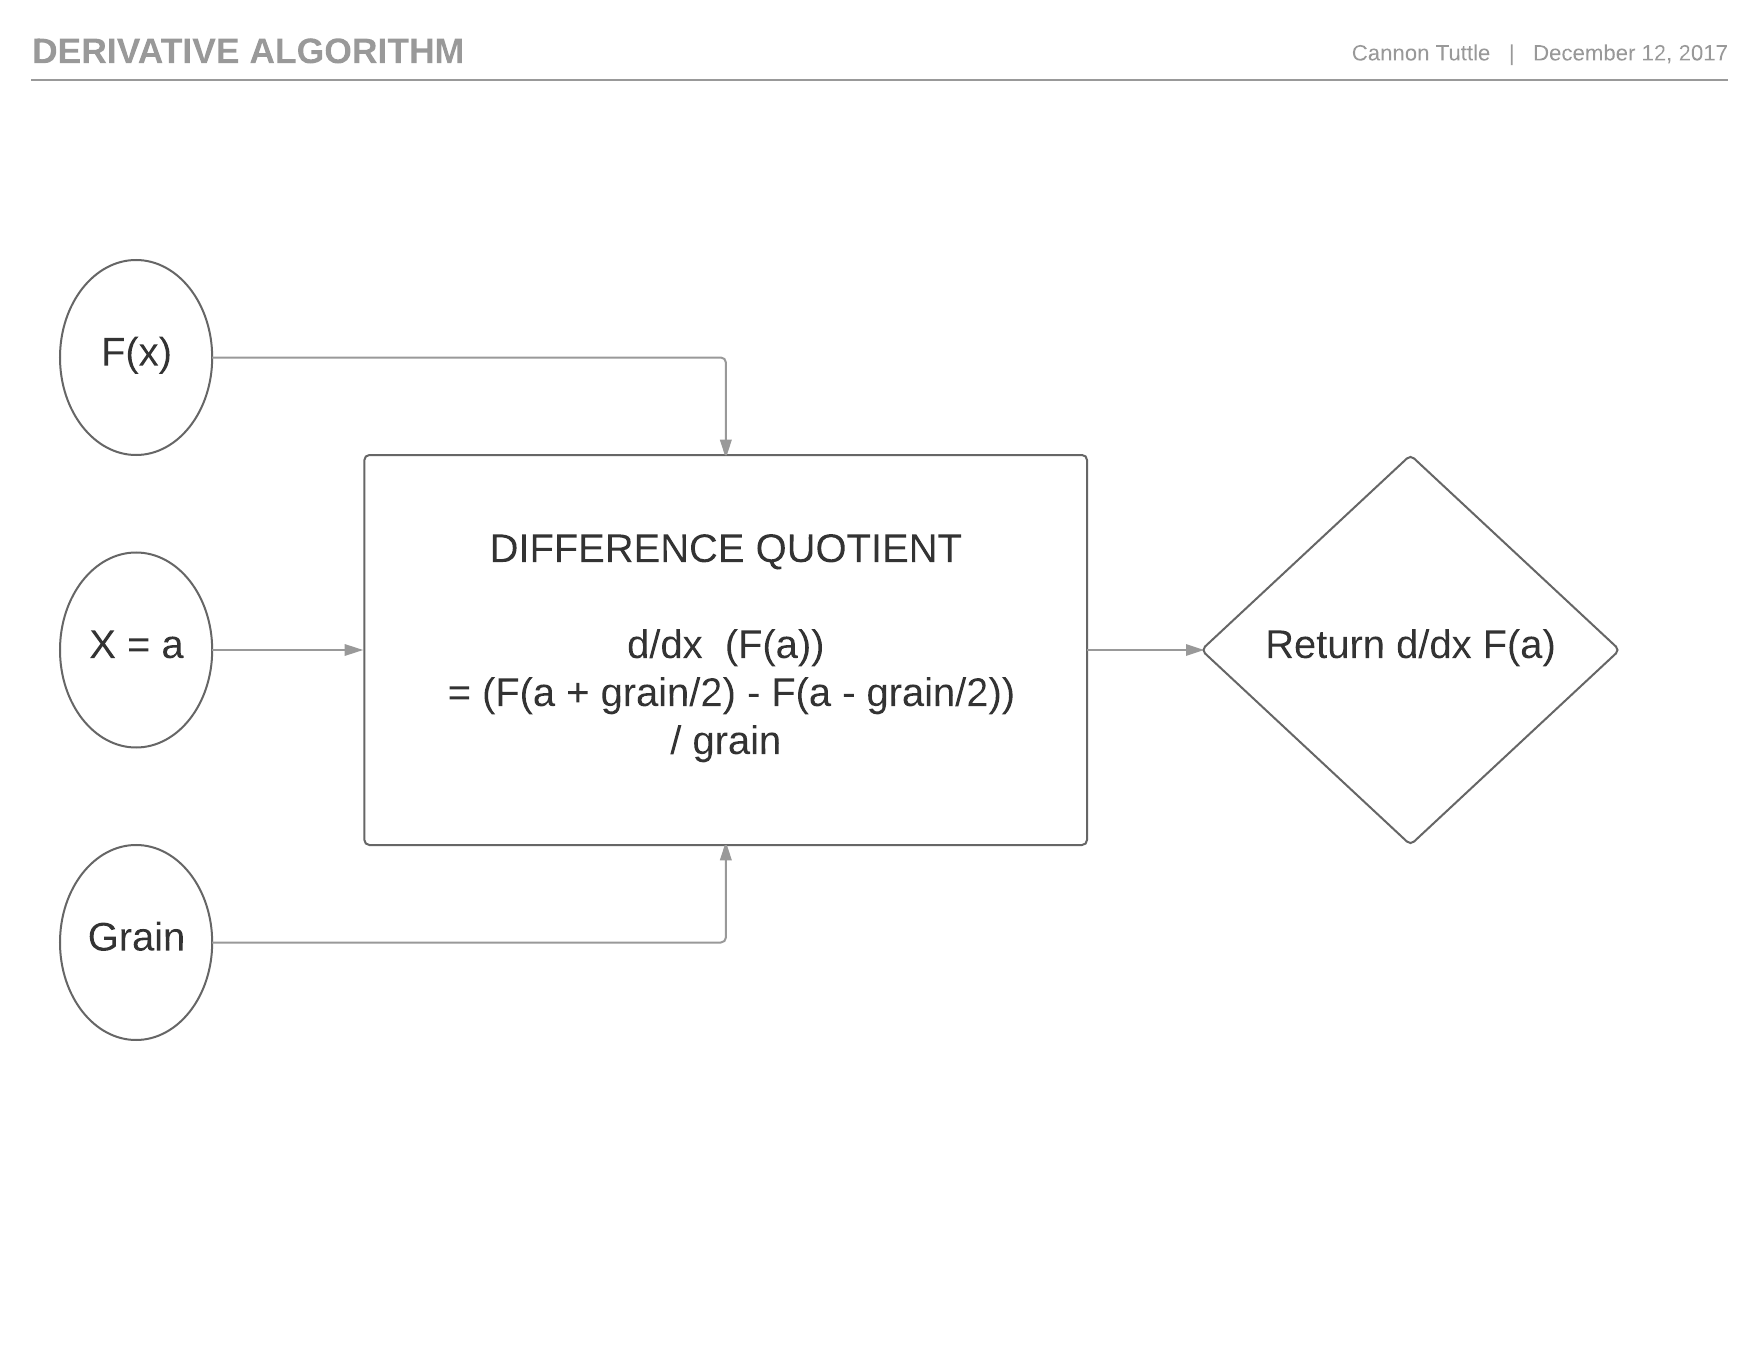 DERIVATIVE ALGORITHM
Cannon Tuttle | December 12, 2017
F(x)
DIFFERENCE QUOTIENT
d/dx (F(a))
= (F(a + grain/2) - F(a - grain/2))
/ grain
X = a
Return d/dx F(a)
Grain